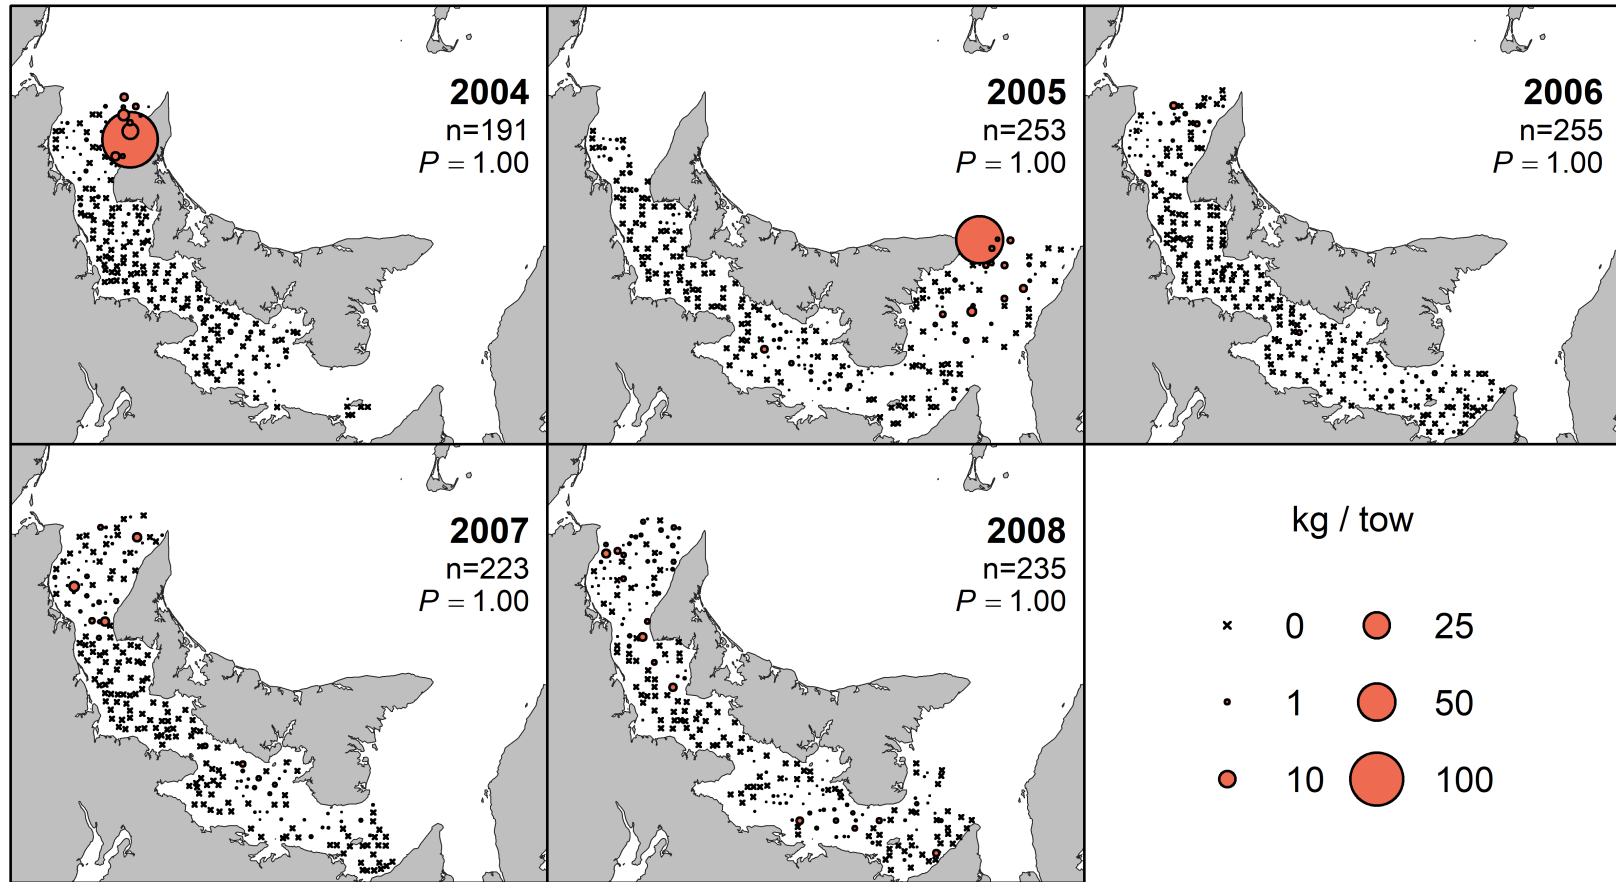 2004
n=191
P = 1.00
2005
n=253
P = 1.00
2006
n=255
P = 1.00
2007
n=223
P = 1.00
2008
n=235
P = 1.00
kg / tow
0 25
1 50
10 100